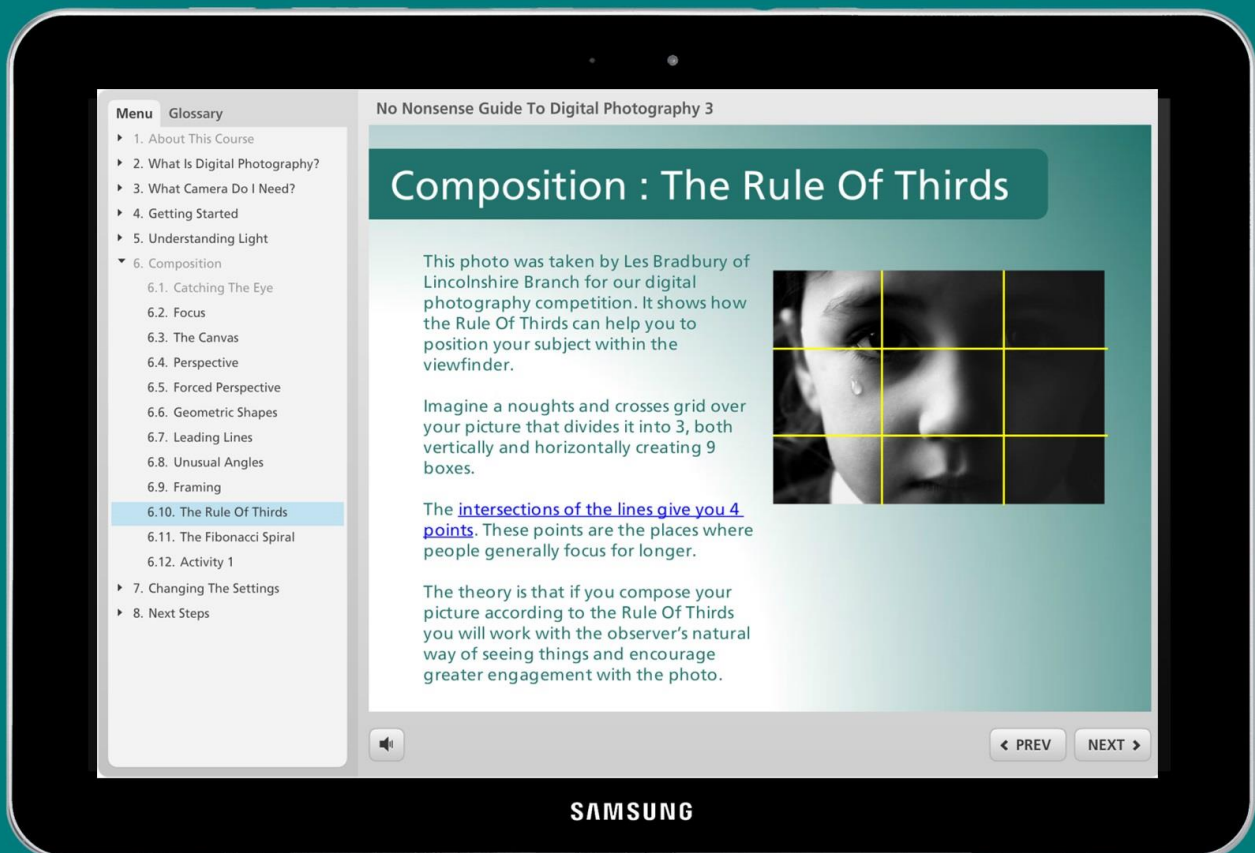 Menu Glossary
1. About This Course
2. What Is Digital Photography?
3. What Camera Do I Need?
4. Getting Started
5. Understanding Light
6. Composition
6.1. Catching The Eye
6.2. Focus
6.3. The Canvas
6.4. Perspective
6.5. Forced Perspective
6.6. Geometric Shapes
6.7. Leading Lines
6.8. Unusual Angles
6.9. Framing
6.10. The Rule Of Thirds
6.11. The Fibonacci Spiral
6.12. Activity 1
7. Changing The Settings
8. Next Steps
No Nonsense Guide To Digital Photography 3
Composition : The Rule Of Thirds
This photo was taken by Les Bradbury of
Lincolnshire Branch for our digital
photography competition. It shows how
the Rule Of Thirds can help you to
position your subject within the
viewfinder.
Imagine a noughts and crosses grid over
your picture that divides it into 3, both
vertically and horizontally creating 9
boxes.
The intersections of the lines give you 4
points. These points are the places where
people generally focus for longer.
The theory is that if you compose your
picture according to the Rule Of Thirds
you will work with the observer's natural
way of seeing things and encourage
greater engagement with the photo.
PREV NEXT
SAMSUNG